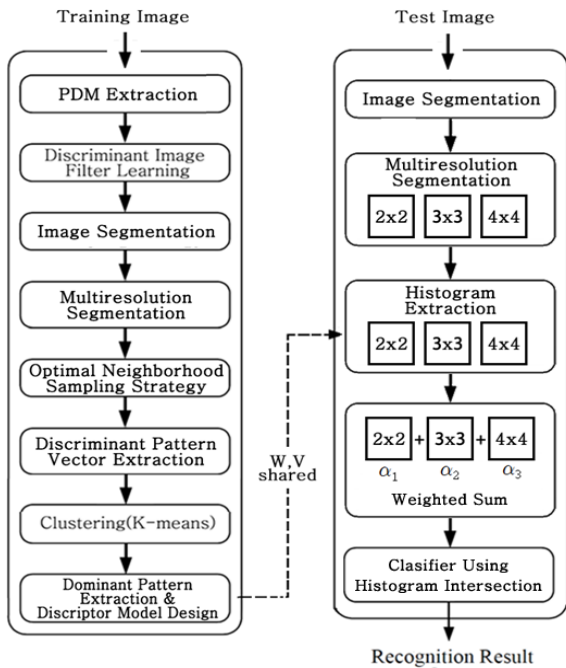 Training Image
PDM Extraction
Discriminant Image
Filter Learning
Image Segmentation
Multiresolution
Segmentation
Optimal Neighborhood
Sampling Strategy
Discriminant Pattern
Vector Extraction
Clustering(K-means)
Dominant Pattern
Extraction &
Discriptor Model Design
W,V
shared
Test Image
Image Segmentation
Multiresolution
Segmentation
2x2 3x3 4x4
Histogram
Extraction
2x2 3x3 4x4
2x2 + 3x3 + 4x4
α1 α2 α3
Weighted Sum
Clasifier Using
Histogram Intersection
Recognition Result